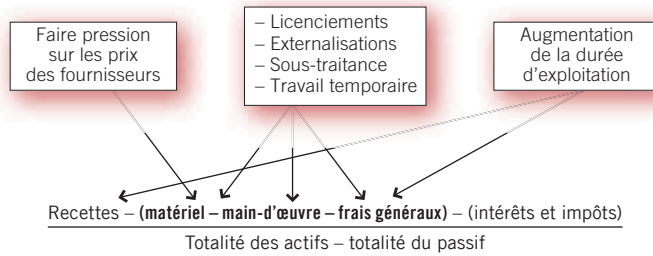 Faire pression
sur les prix
des fournisseurs
– Licenciements
– Externalisations
– Sous-traitance
– Travail temporaire
Augmentation
de la durée
d'exploitation
Recettes – (matériel – main-d'œuvre – frais généraux) – (intérêts et impôts)
Totalité des actifs – totalité du passif